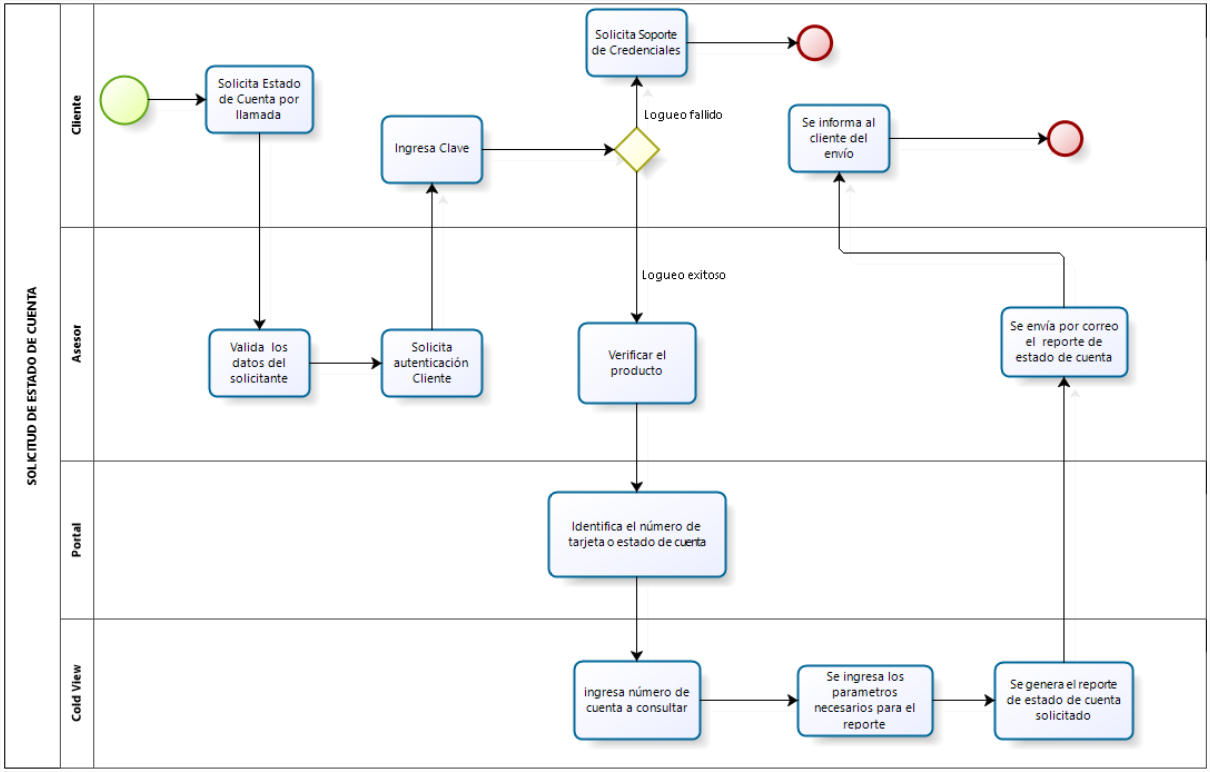 SOLICITUD DE ESTADO DE CUENTA
Cliente
Solicita Estado
de Cuenta por
llamada
Ingresa Clave
Solicita Soporte
de Credenciales
Logueo fallido
Se informa al
cliente del
envío
Asesor
Valida los
datos del
solicitante
Solicita
autenticación
Cliente
Logueo exitoso
Verificar el
producto
Se envía por correo
el reporte de
estado de cuenta
Portal
Identifica el número de
tarjeta o estado de cuenta
Cold View
ingresa número de
cuenta a consultar
Se ingresa los
parametros
necesarios para el
reporte
Se genera el reporte
de estado de cuenta
solicitado